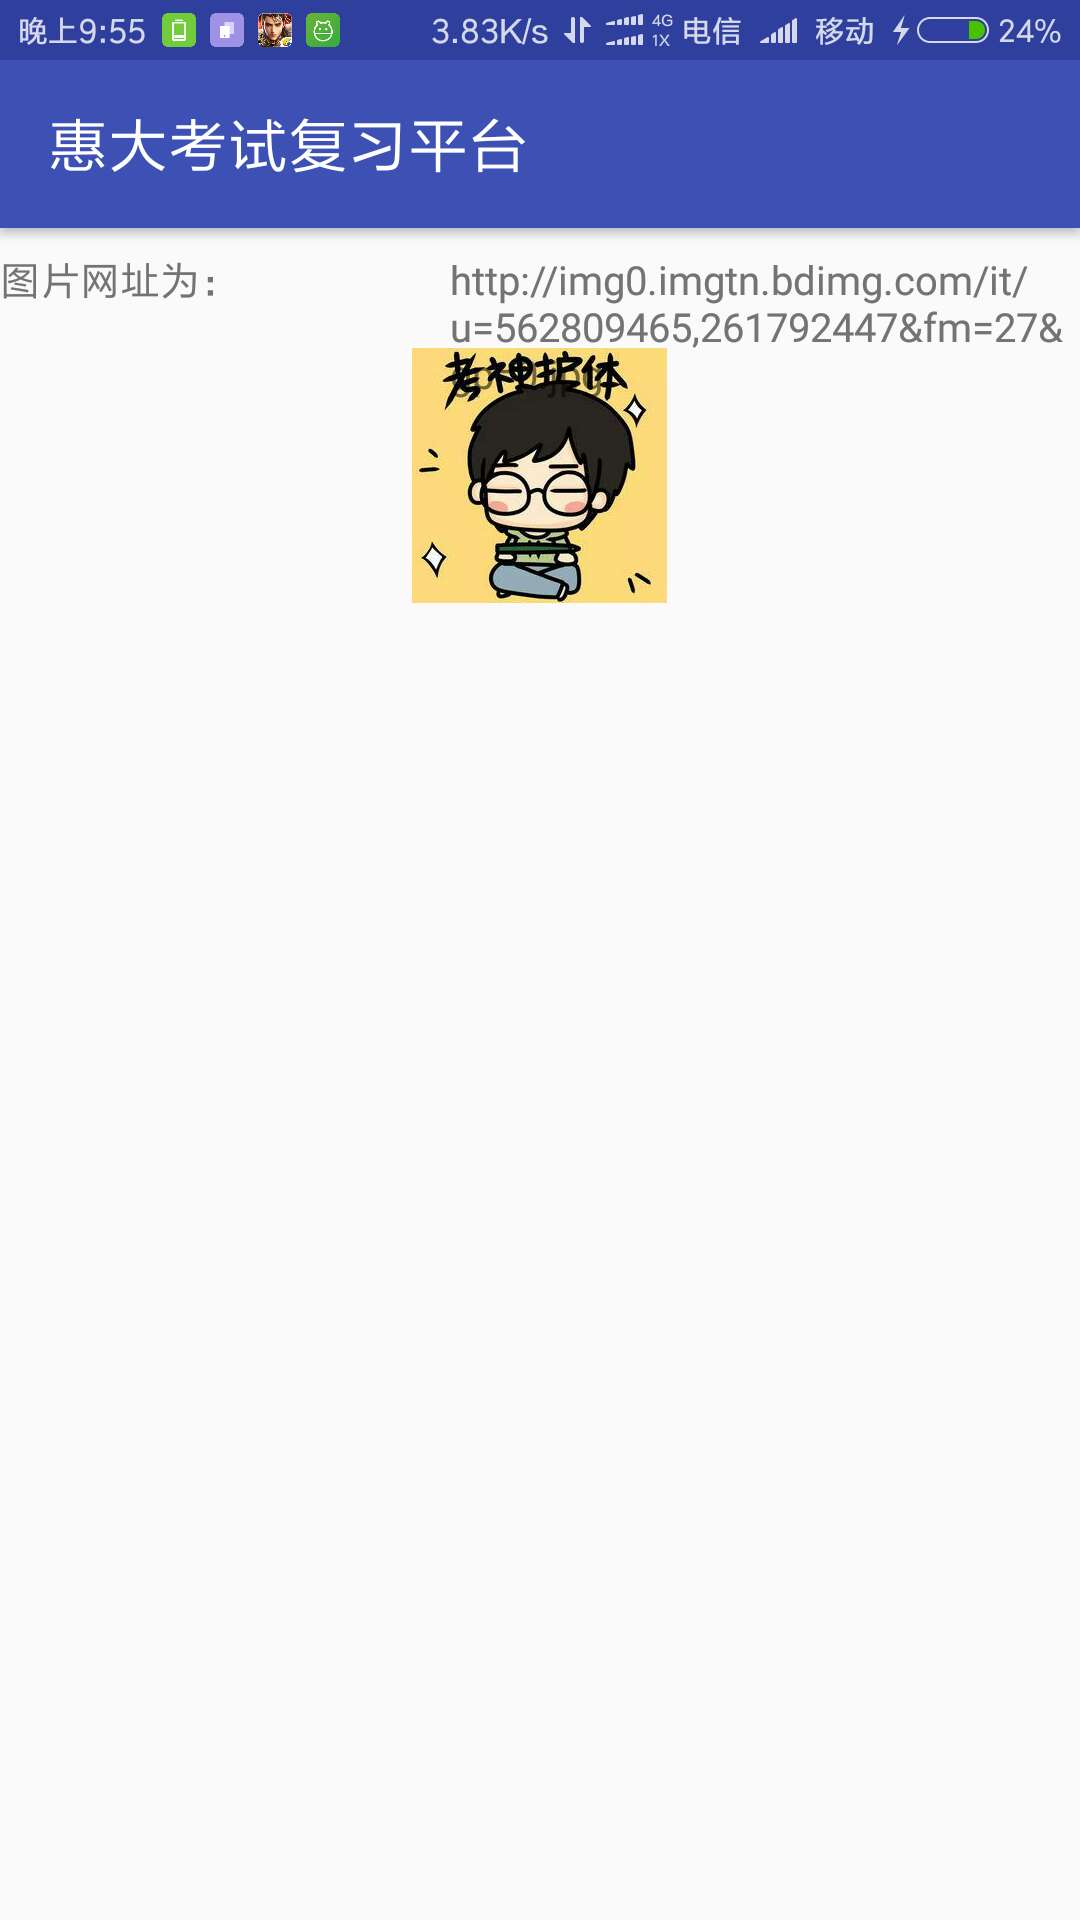 晚上9:55 3.83K/s 4G 1X 电信 移动 24%
惠大考试复习平台
图片网址为： http://img0.imgtn.bdimg.com/it/
u=562809465,261792447&fm=27&
考神护体